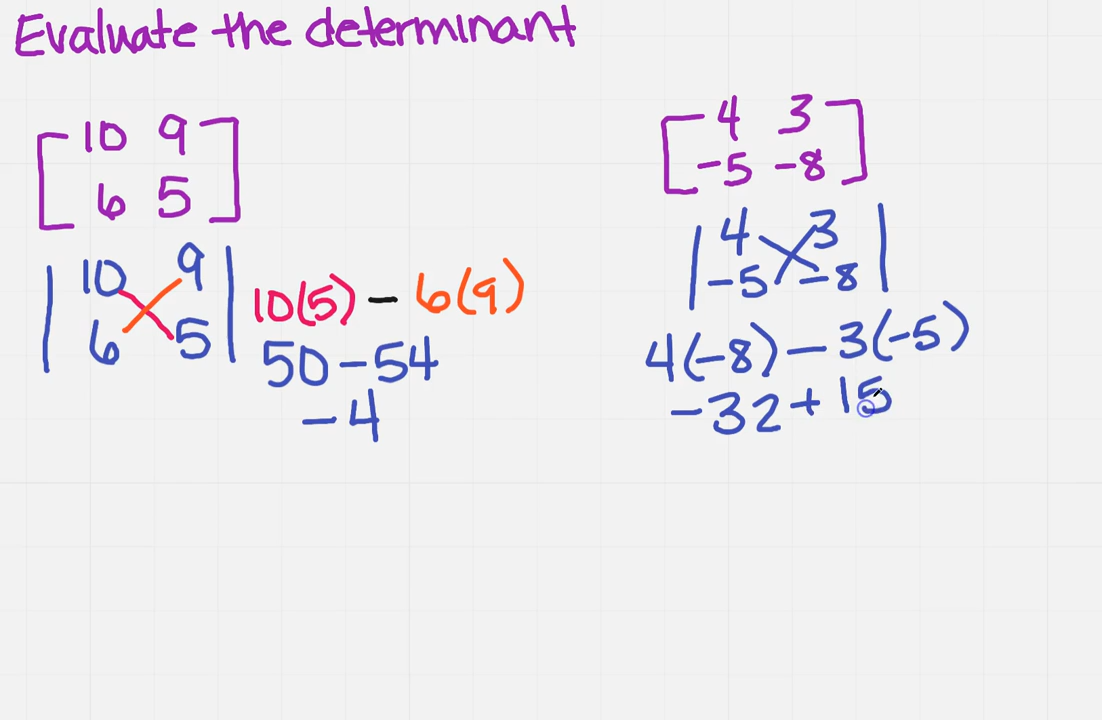 Evaluate the determinant
[10 9
6 5]
|10 9
6 5|
10(5) - 6(9)
50 - 54
-4
[4 3
-5 -8]
|4 3
-5 -8|
4(-8) - 3(-5)
-32 + 15